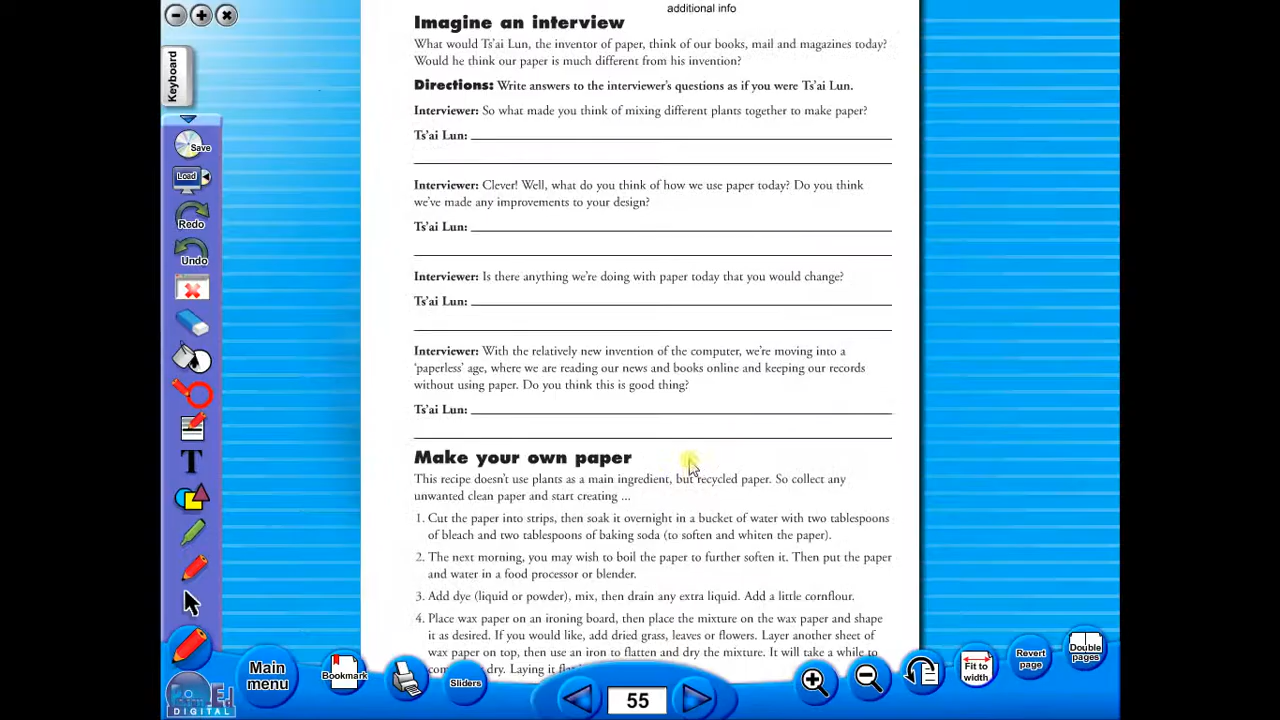 additional info
Imagine an interview
What would Ts'ai Lun, the inventor of paper, think of our books, mail and magazines today?
Would he think our paper is much different from his invention?
Directions: Write answers to the interviewer's questions as if you were Ts'ai Lun.
Interviewer: So what made you think of mixing different plants together to make paper?
Ts'ai Lun:
Interviewer: Clever! Well, what do you think of how we use paper today? Do you think
we've made any improvements to your design?
Ts'ai Lun:
Interviewer: Is there anything we're doing with paper today that you would change?
Ts'ai Lun:
Interviewer: With the relatively new invention of the computer, we're moving into a
'paperless' age, where we are reading our news and books online and keeping our records
without using paper. Do you think this is good thing?
Ts'ai Lun:
Make your own paper
This recipe doesn't use plants as a main ingredient, but recycled paper. So collect any
unwanted clean paper and start creating ...
1. Cut the paper into strips, then soak it overnight in a bucket of water with two tablespoons
of bleach and two tablespoons of baking soda (to soften and whiten the paper).
2. The next morning, you may wish to boil the paper to further soften it. Then put the paper
and water in a food processor or blender.
3. Add dye (liquid or powder), mix, then drain any extra liquid. Add a little cornflour.
4. Place wax paper on an ironing board, then place the mixture on the wax paper and shape
it as desired. If you would like, add dried grass, leaves or flowers. Layer another sheet of
wax paper on top, then use an iron to flatten and dry the mixture. It will take a while to
dry. Laying it
Keyboard
Save
Load
Redo
Undo
T
Main
menu
Bookmark
Sliders
55
Fit to
width
Revert
page
Double
pages
DIGITAL